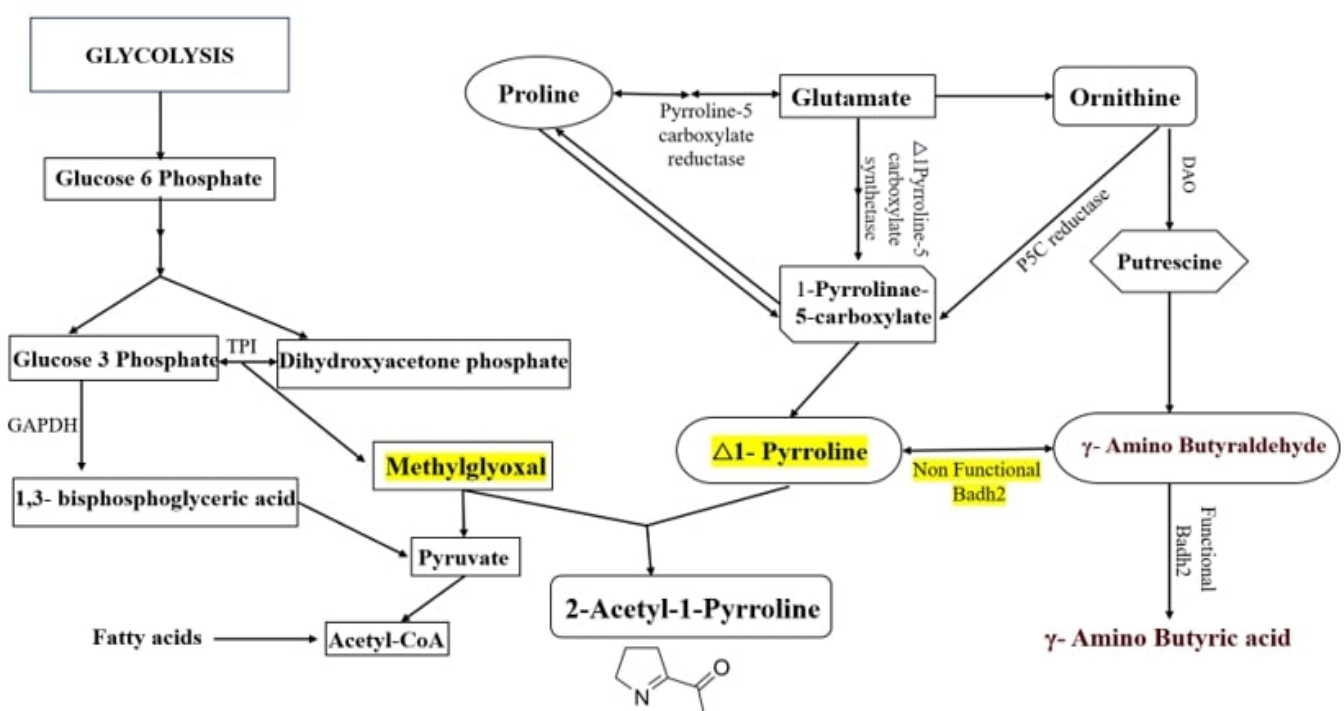 GLYCOLYSIS
Glucose 6 Phosphate
Glucose 3 Phosphate
TPI
Dihydroxyacetone phosphate
GAPDH
Methylglyoxal
1,3- bisphosphoglyceric acid
Pyruvate
Fatty acids
Acetyl-CoA
Proline
Pyrroline-5
carboxylate
reductase
Glutamate
Ornithine
△1Pyrroline-5
carboxylate
synthetase
P5C reductase
DAO
Putrescine
1-Pyrrolinae-
5-carboxylate
△1- Pyrroline
Non Functional
Badh2
γ- Amino Butyraldehyde
Functional
Badh2
γ- Amino Butyric acid
2-Acetyl-1-Pyrroline
N
O